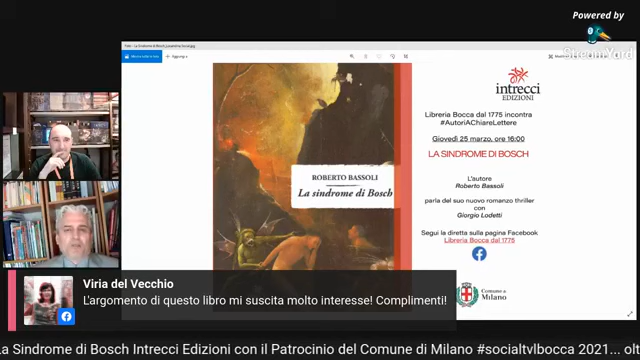 Powered by
StreamYard
Aggiungi a
ROBERTO BASSOLI
La sindrome di Bosch
intrecci
EDIZIONI
Libreria Bocca dal 1775 incontra
#AutoriAChiareLettere
Giovedì 25 marzo, ore 16:00
LA SINDROME DI BOSCH
L'autore
Roberto Bassoli
parla del suo nuovo romanzo thriller
con
Giorgio Lodetti
Segui la diretta sulla pagina Facebook
Libreria Bocca dal 1775
Comune di
Milano
Viria del Vecchio
L'argomento di questo libro mi suscita molto interesse! Complimenti!
La Sindrome di Bosch Intrecci Edizioni con il Patrocinio del Comune di Milano #socialtvlbocca 2021... olt